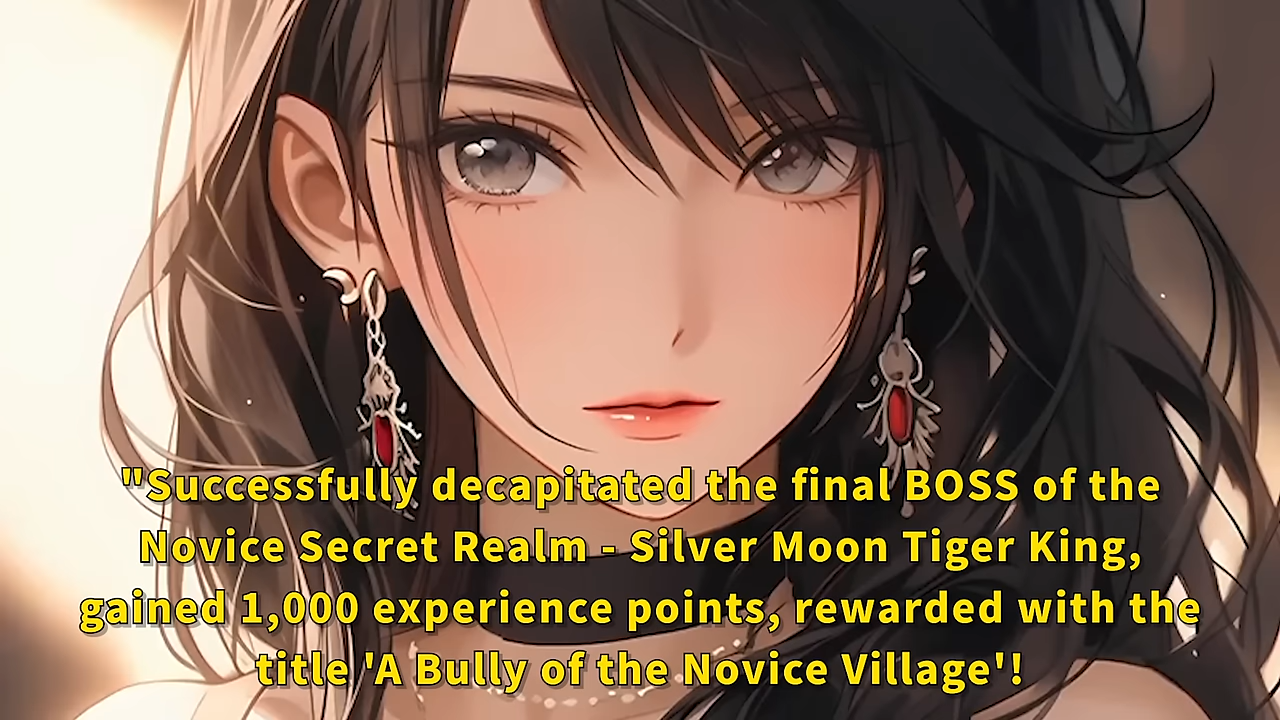 "Successfully decapitated the final BOSS of the
Novice Secret Realm - Silver Moon Tiger King,
gained 1,000 experience points, rewarded with the
title 'A Bully of the Novice Village'!